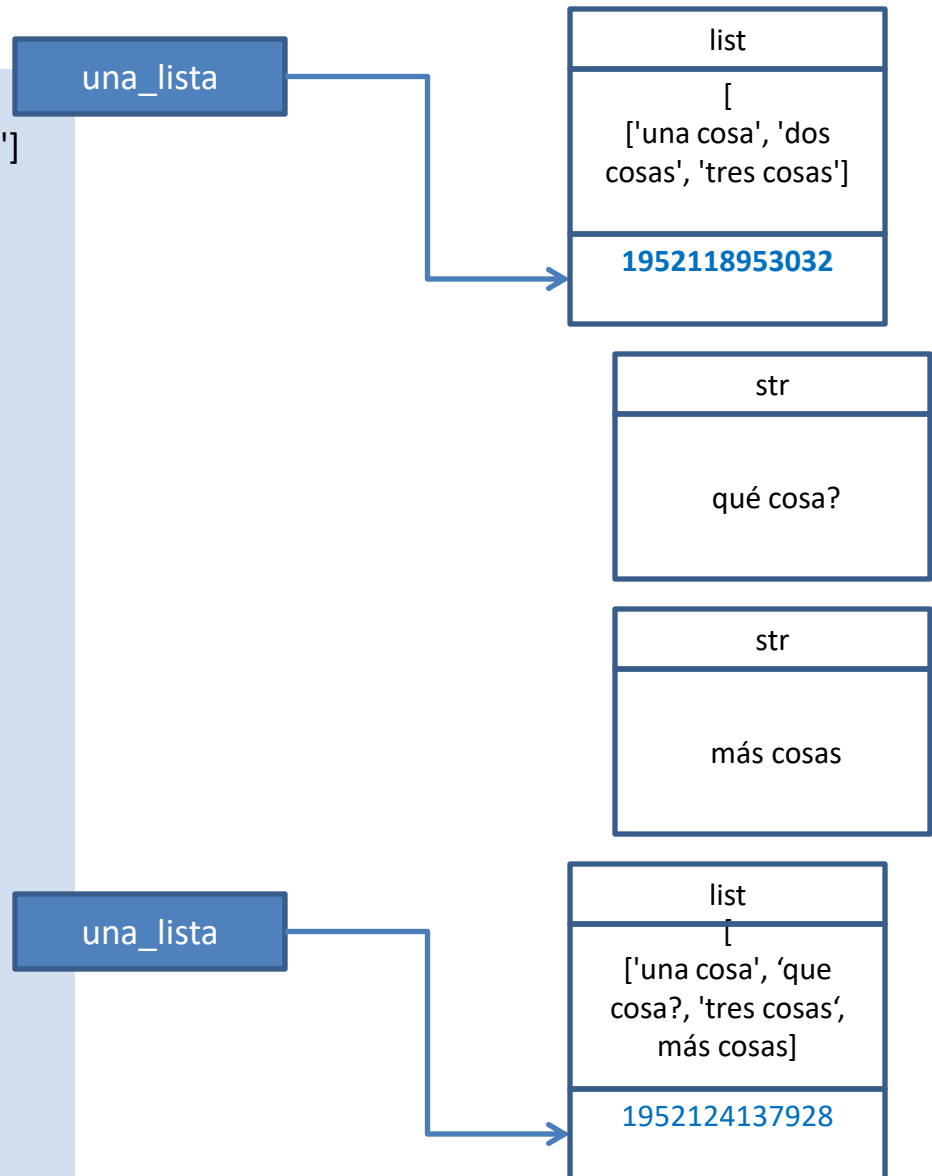 una_lista
']
list
[
['una cosa', 'dos
cosas', 'tres cosas']
1952118953032
str
qué cosa?
str
más cosas
una_lista
list
[
['una cosa', ‘que
cosa?, 'tres cosas‘,
más cosas]
1952124137928